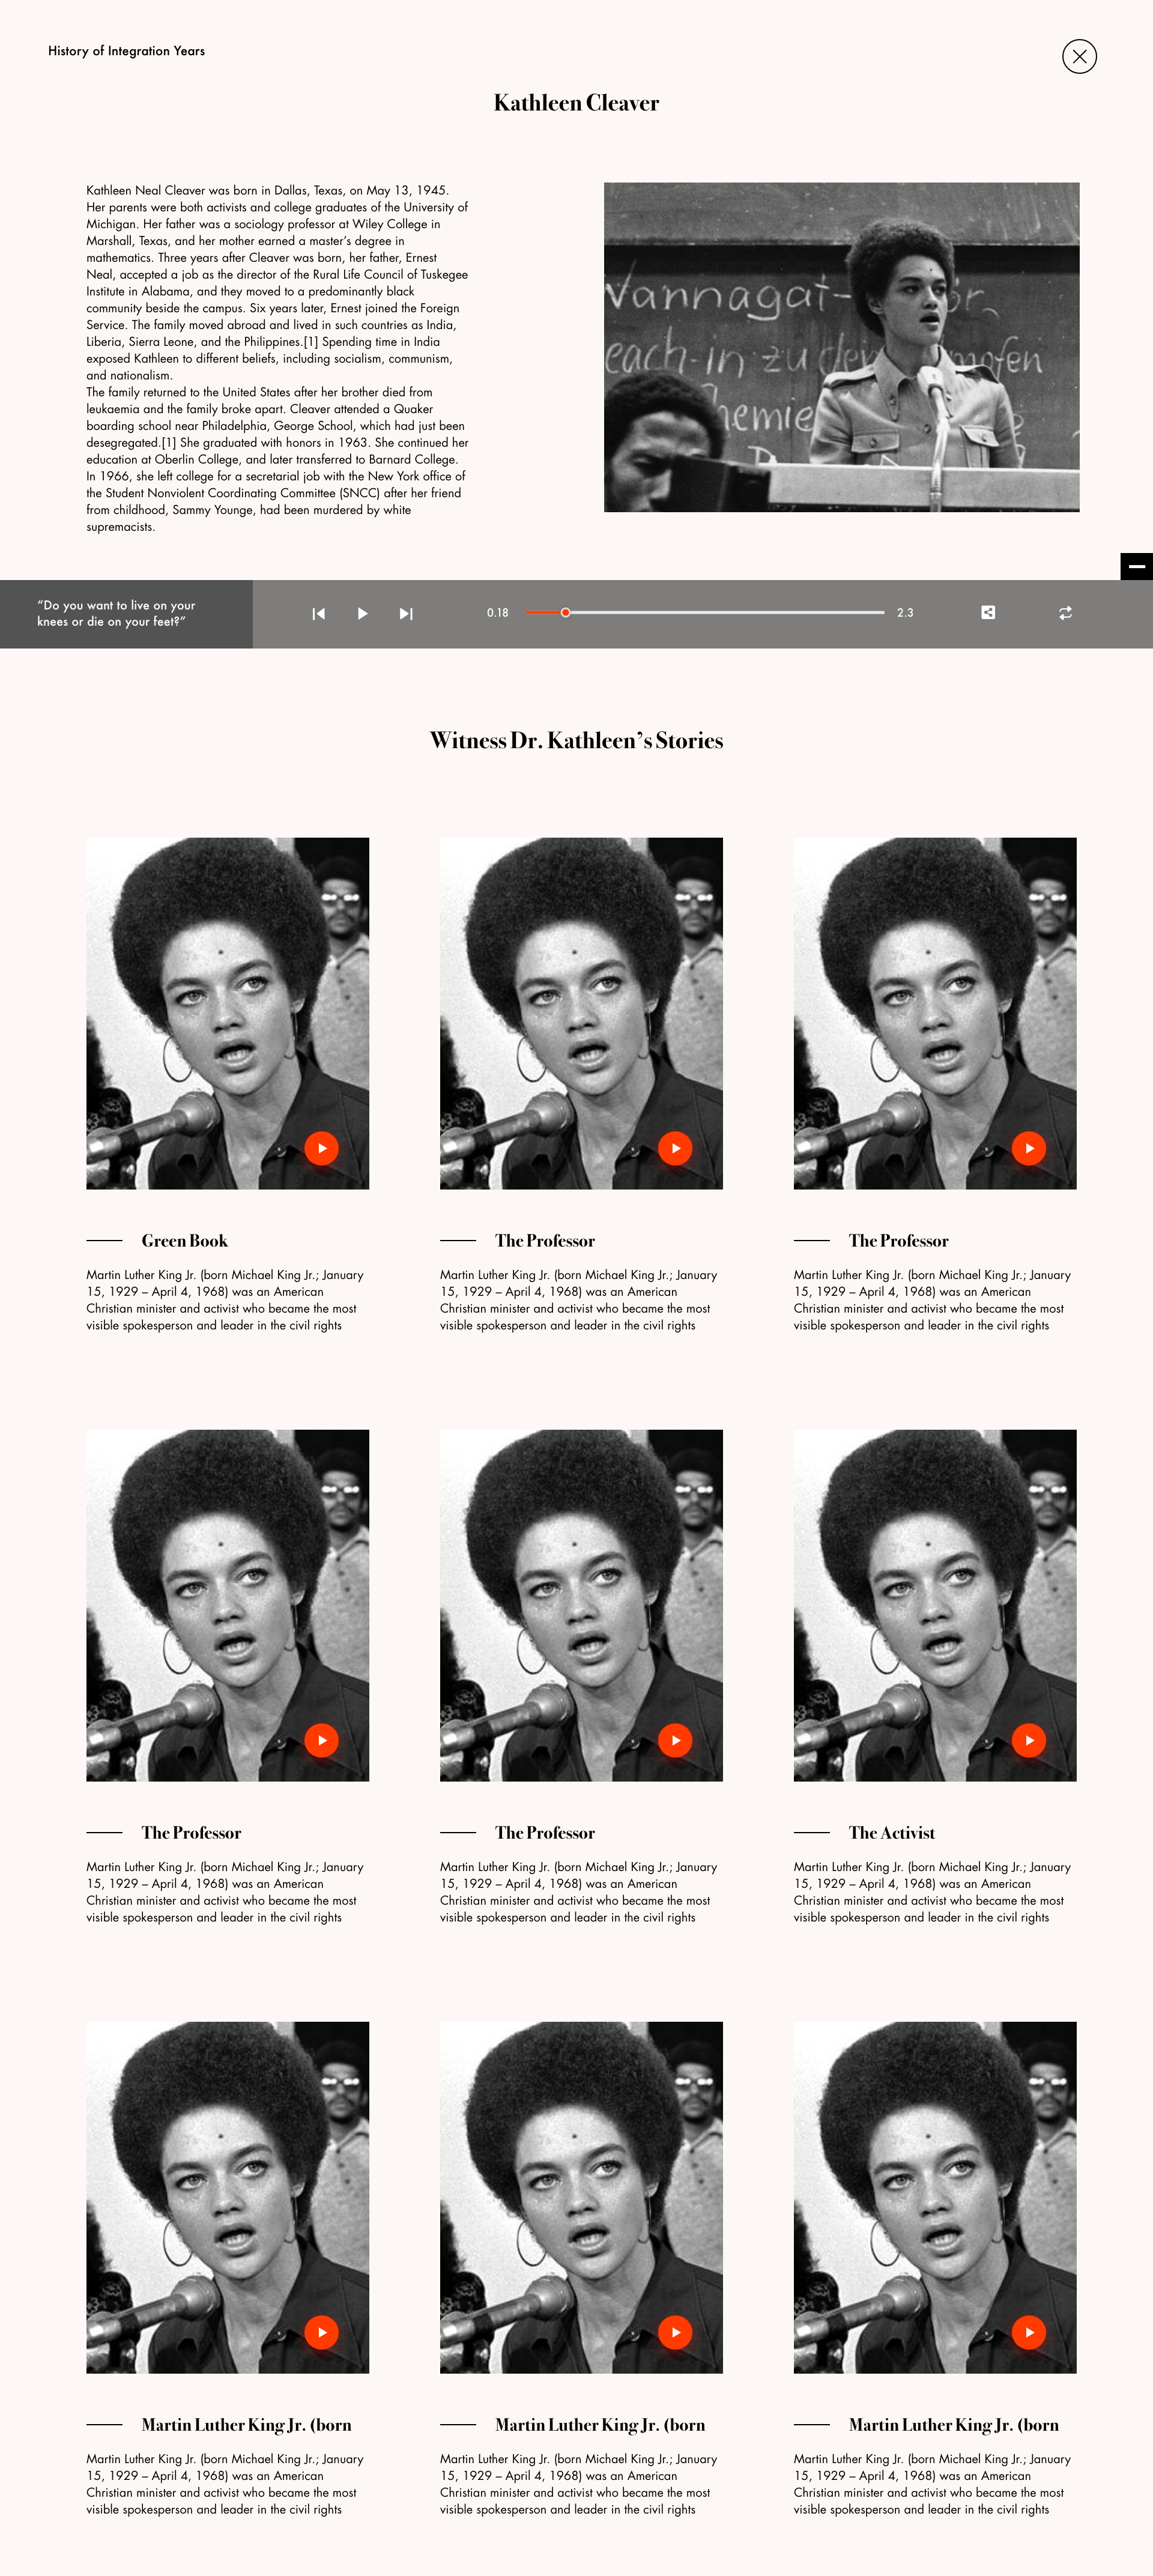 History of Integration Years
Kathleen Cleaver
Kathleen Neal Cleaver was born in Dallas, Texas, on May 13, 1945.
Her parents were both activists and college graduates of the University of
Michigan. Her father was a sociology professor at Wiley College in
Marshall, Texas, and her mother earned a master’s degree in
mathematics. Three years after Cleaver was born, her father, Ernest
Neal, accepted a job as the director of the Rural Life Council of Tuskegee
Institute in Alabama, and they moved to a predominantly black
community beside the campus. Six years later, Ernest joined the Foreign
Service. The family moved abroad and lived in such countries as India,
Liberia, Sierra Leone, and the Philippines.[1] Spending time in India
exposed Kathleen to different beliefs, including socialism, communism,
and nationalism.
The family returned to the United States after her brother died from
leukaemia and the family broke apart. Cleaver attended a Quaker
boarding school near Philadelphia, George School, which had just been
desegregated.[1] She graduated with honors in 1963. She continued her
education at Oberlin College, and later transferred to Barnard College.
In 1966, she left college for a secretarial job with the New York office of
the Student Nonviolent Coordinating Committee (SNCC) after her friend
from childhood, Sammy Younge, had been murdered by white
supremacists.
Vannagat-
each-in zu
hemie
“Do you want to live on your
knees or die on your feet?”
0.18
2.3
Witness Dr. Kathleen’s Stories
Green Book
Martin Luther King Jr. (born Michael King Jr.; January
15, 1929 – April 4, 1968) was an American
Christian minister and activist who became the most
visible spokesperson and leader in the civil rights
The Professor
Martin Luther King Jr. (born Michael King Jr.; January
15, 1929 – April 4, 1968) was an American
Christian minister and activist who became the most
visible spokesperson and leader in the civil rights
The Professor
Martin Luther King Jr. (born Michael King Jr.; January
15, 1929 – April 4, 1968) was an American
Christian minister and activist who became the most
visible spokesperson and leader in the civil rights
The Professor
Martin Luther King Jr. (born Michael King Jr.; January
15, 1929 – April 4, 1968) was an American
Christian minister and activist who became the most
visible spokesperson and leader in the civil rights
The Professor
Martin Luther King Jr. (born Michael King Jr.; January
15, 1929 – April 4, 1968) was an American
Christian minister and activist who became the most
visible spokesperson and leader in the civil rights
The Activist
Martin Luther King Jr. (born Michael King Jr.; January
15, 1929 – April 4, 1968) was an American
Christian minister and activist who became the most
visible spokesperson and leader in the civil rights
Martin Luther King Jr. (born
Martin Luther King Jr. (born Michael King Jr.; January
15, 1929 – April 4, 1968) was an American
Christian minister and activist who became the most
visible spokesperson and leader in the civil rights
Martin Luther King Jr. (born
Martin Luther King Jr. (born Michael King Jr.; January
15, 1929 – April 4, 1968) was an American
Christian minister and activist who became the most
visible spokesperson and leader in the civil rights
Martin Luther King Jr. (born
Martin Luther King Jr. (born Michael King Jr.; January
15, 1929 – April 4, 1968) was an American
Christian minister and activist who became the most
visible spokesperson and leader in the civil rights